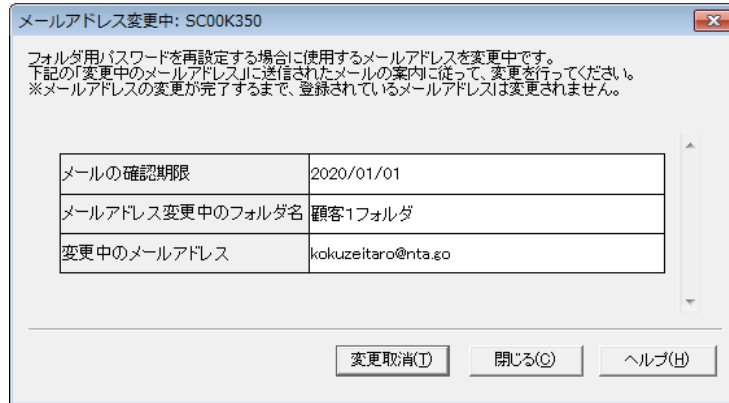 メールアドレス変更中: SC00K350
フォルダ用パスワードを再設定する場合に使用するメールアドレスを変更中です。
下記の「変更中のメールアドレス」に送信されたメールの案内に従って、変更を行ってください。
※メールアドレスの変更が完了するまで、登録されているメールアドレスは変更されません。
メールの確認期限 2020/01/01
メールアドレス変更中のフォルダ名 顧客1フォルダ
変更中のメールアドレス kokuzeitaro@nta.go
変更取消(T) 閉じる(C) ヘルプ(H)